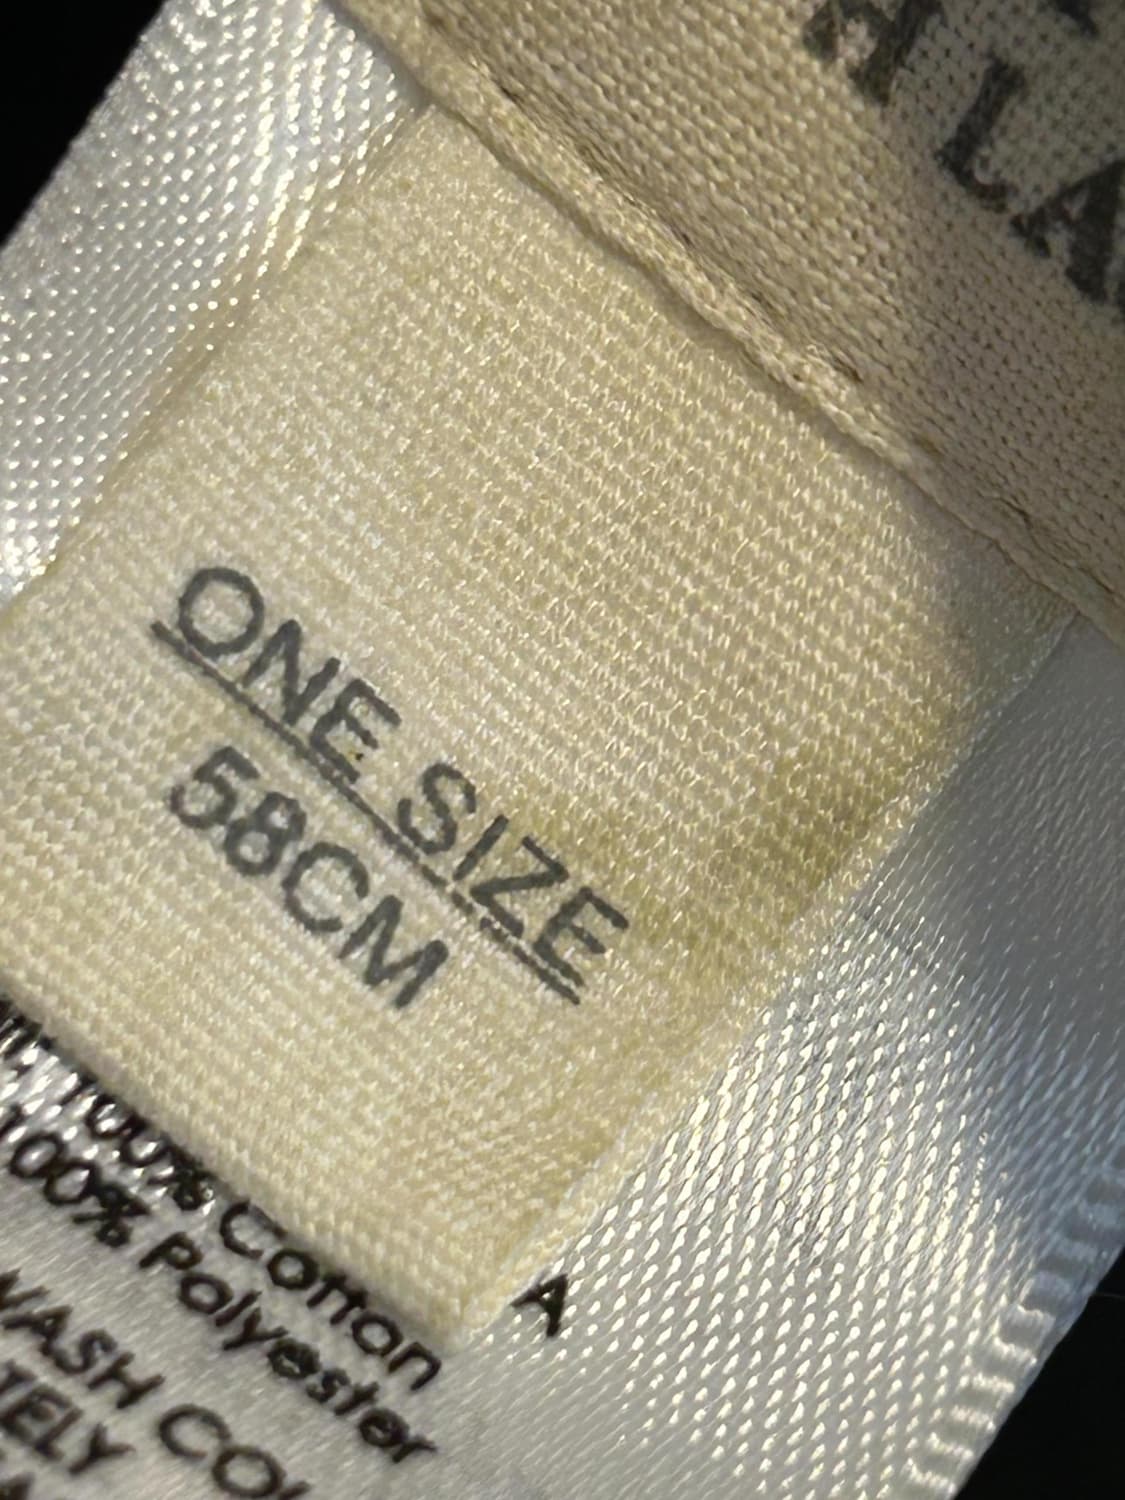 ONE SIZE
58CM
100% Cotton
100% Polyester
A
WASH